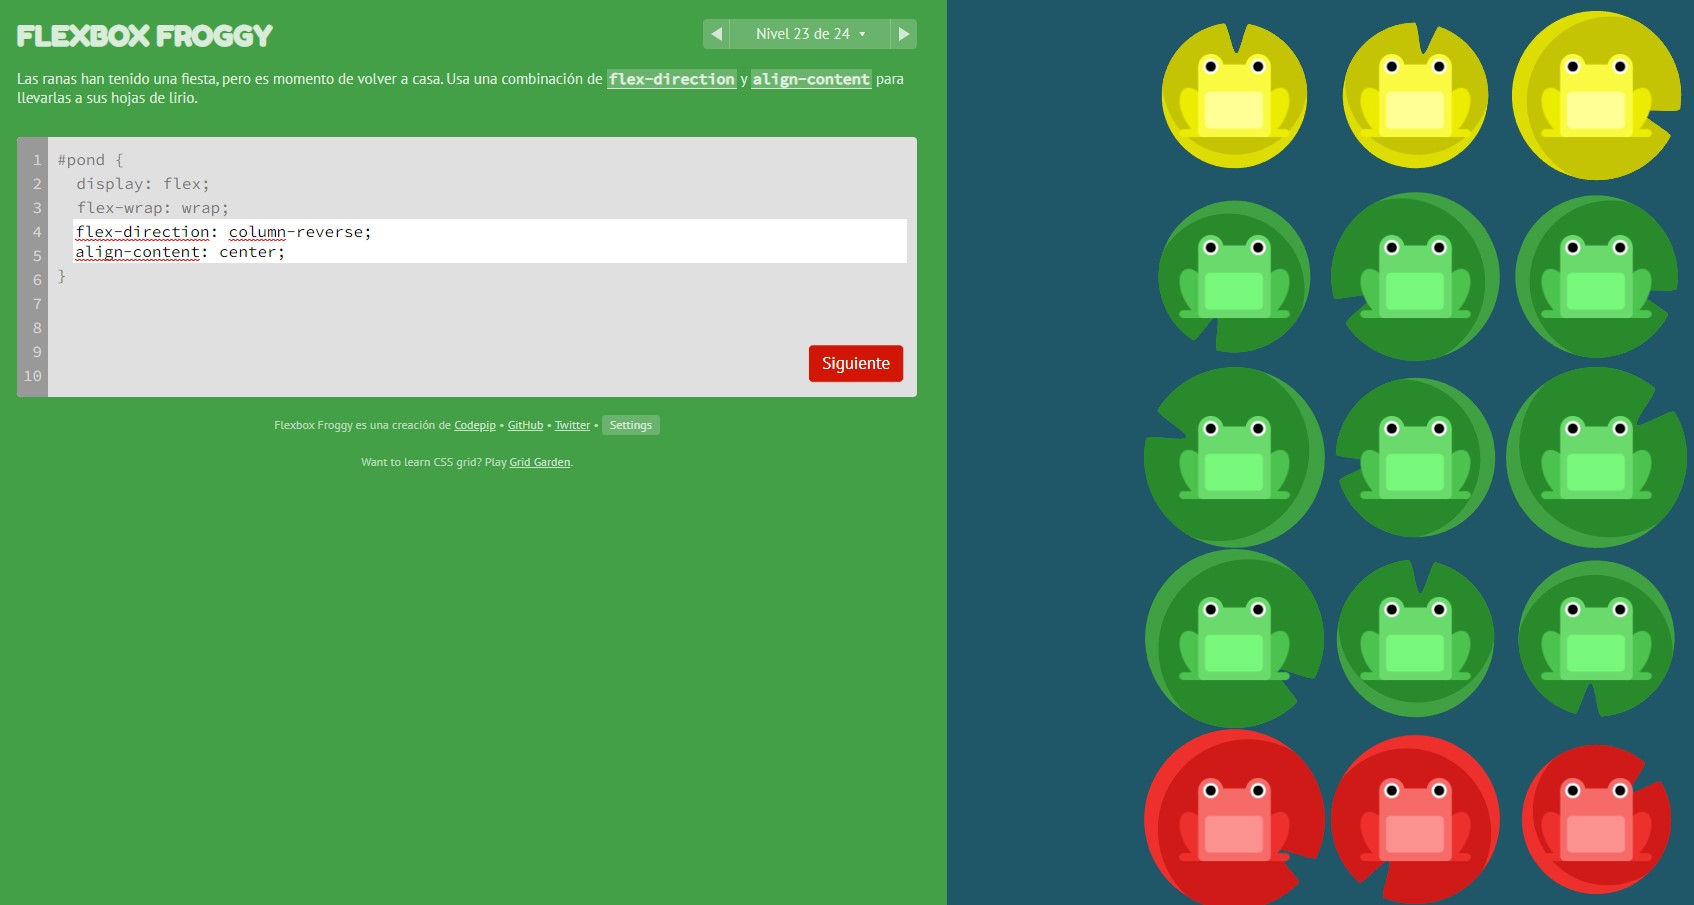 FLEXBOX FROGGY
Nivel 23 de 24
Las ranas han tenido una fiesta, pero es momento de volver a casa. Usa una combinación de flex-direction y align-content para
llevarlas a sus hojas de lirio.
1 #pond {
2 display: flex;
3 flex-wrap: wrap;
4 flex-direction: column-reverse;
5 align-content: center;
6 }
7
8
9
10
Siguiente
Flexbox Froggy es una creación de Codepip • GitHub • Twitter • Settings
Want to learn CSS grid? Play Grid Garden.